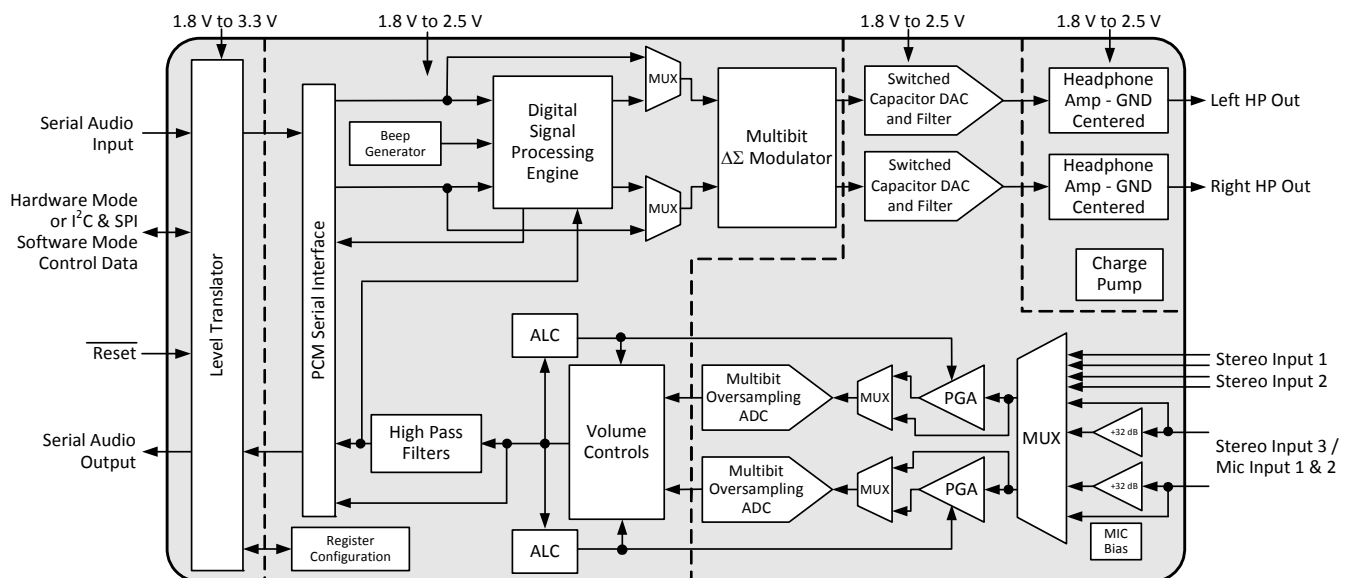 1.8 V to 3.3 V
1.8 V to 2.5 V
1.8 V to 2.5 V
1.8 V to 2.5 V
Serial Audio
Input
Hardware Mode
or I²C & SPI
Software Mode
Control Data
Reset
Serial Audio
Output
Level Translator
PCM Serial Interface
Beep
Generator
Digital
Signal
Processing
Engine
MUX
MUX
Multibit
ΔΣ Modulator
Switched
Capacitor DAC
and Filter
Switched
Capacitor DAC
and Filter
Headphone
Amp - GND
Centered
Headphone
Amp - GND
Centered
Left HP Out
Right HP Out
Charge
Pump
ALC
ALC
High Pass
Filters
Volume
Controls
Multibit
Oversampling
ADC
Multibit
Oversampling
ADC
MUX
MUX
PGA
PGA
MUX
+32 dB
+32 dB
MIC
Bias
Stereo Input 1
Stereo Input 2
Stereo Input 3 /
Mic Input 1 & 2
Register
Configuration